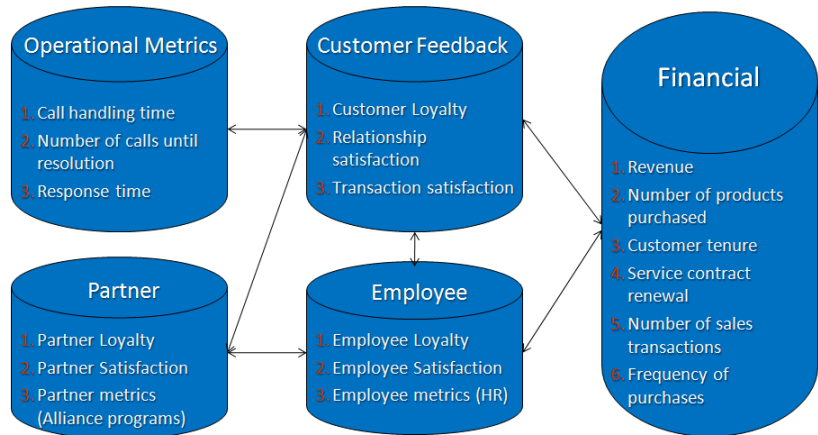 Operational Metrics
1. Call handling time
2. Number of calls until
resolution
3. Response time
Customer Feedback
1. Customer Loyalty
2. Relationship
satisfaction
3. Transaction satisfaction
Financial
1. Revenue
2. Number of products
purchased
3. Customer tenure
4. Service contract
renewal
5. Number of sales
transactions
6. Frequency of
purchases
Partner
1. Partner Loyalty
2. Partner Satisfaction
3. Partner metrics
(Alliance programs)
Employee
1. Employee Loyalty
2. Employee Satisfaction
3. Employee metrics (HR)